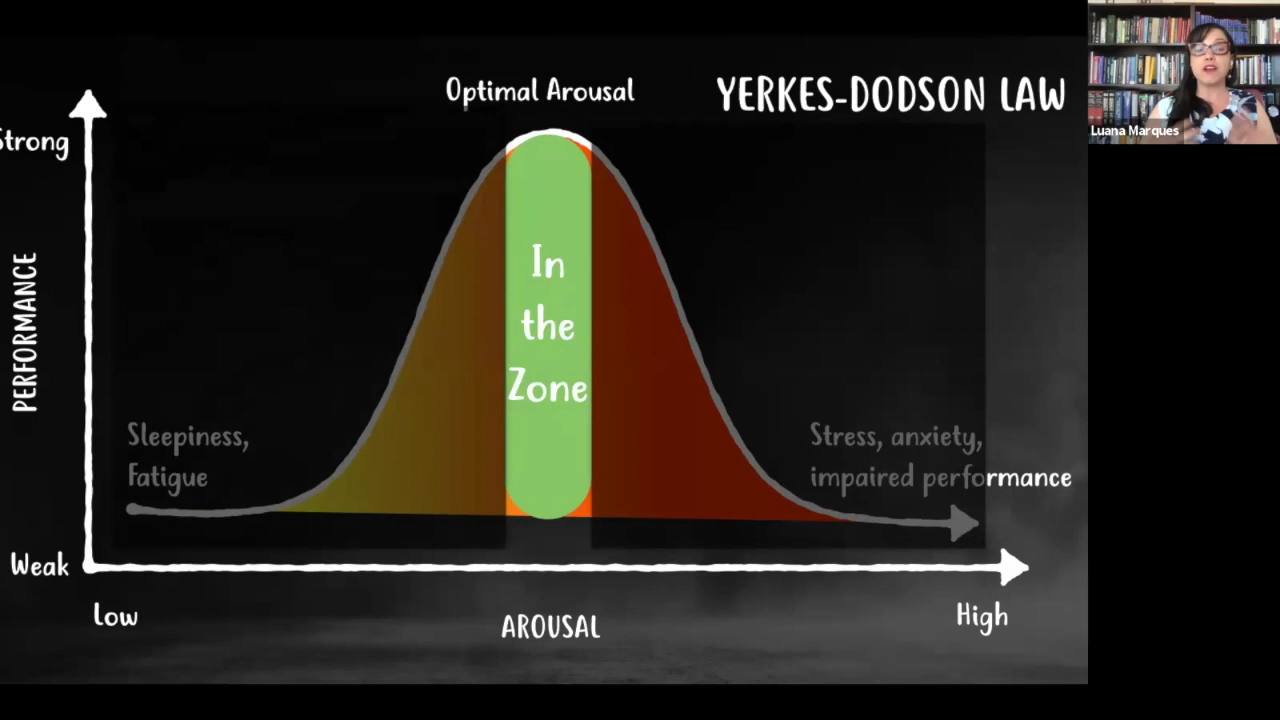 Optimal Arousal
YERKES-DODSON LAW
Strong
PERFORMANCE
In
the
Zone
Sleepiness,
Fatigue
Stress, anxiety,
impaired performance
Weak
Low
AROUSAL
High
Luana Marques